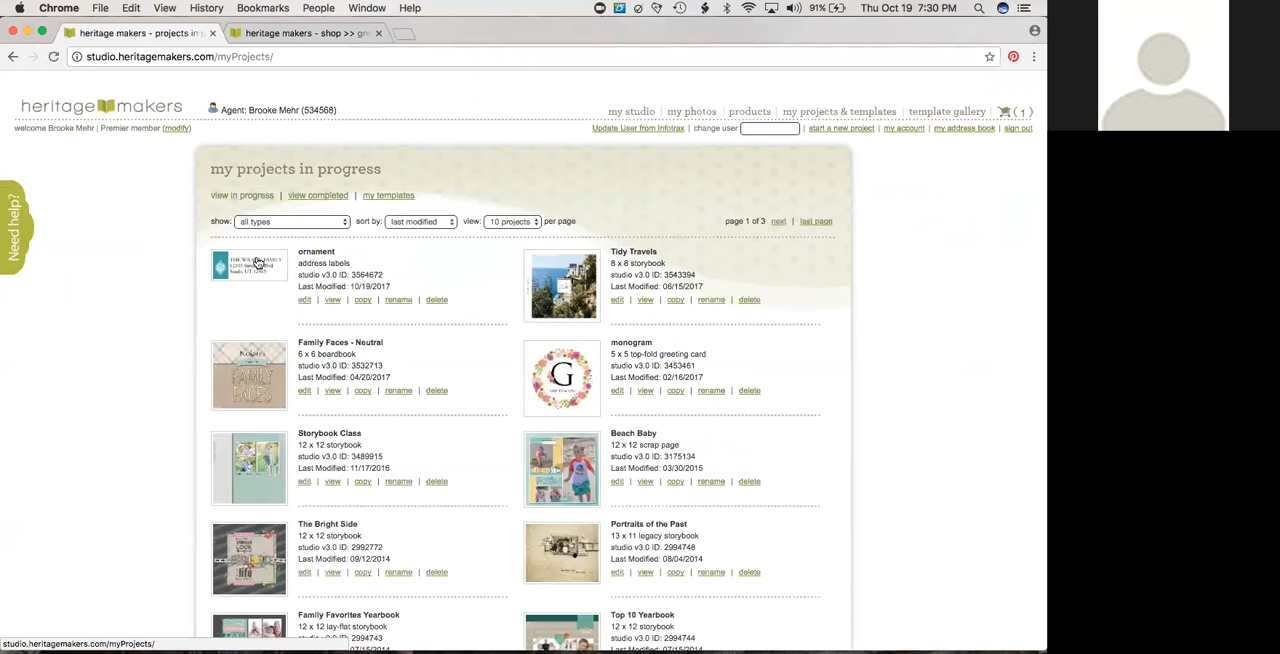 Chrome File Edit View History Bookmarks People Window Help 91% Thu Oct 19 7:30 PM
heritage makers - projects in heritage makers - shop >> gre
studio.heritagemakers.com/myProjects/
heritage makers
Agent: Brooke Mehr (534568)
my studio | my photos | products | my projects & templates | template gallery | ( 1 )
welcome Brooke Mehr | Premier member (modify)
Update User from Infotrax | change user | start a new project | my account | my address book | sign out
Need help?
my projects in progress
view in progress | view completed | my templates
show: all types sort by: last modified view: 10 projects per page page 1 of 3 next | last page
ornament
address labels
studio v3.0 ID: 3564672
Last Modified: 10/19/2017
edit | view | copy | rename | delete
Tidy Travels
8 x 8 storybook
studio v3.0 ID: 3543394
Last Modified: 06/15/2017
edit | view | copy | rename | delete
FAMILY
FACES
Family Faces - Neutral
6 x 6 boardbook
studio v3.0 ID: 3532713
Last Modified: 04/20/2017
edit | view | copy | rename | delete
G
monogram
5 x 5 top-fold greeting card
studio v3.0 ID: 3453461
Last Modified: 02/16/2017
edit | view | copy | rename | delete
Storybook Class
12 x 12 storybook
studio v3.0 ID: 3489915
Last Modified: 11/17/2016
edit | view | copy | rename | delete
Beach Baby
12 x 12 scrap page
studio v3.0 ID: 3175134
Last Modified: 03/30/2015
edit | view | copy | rename | delete
life
The Bright Side
12 x 12 storybook
studio v3.0 ID: 2992772
Last Modified: 09/12/2014
edit | view | copy | rename | delete
Portraits of the Past
13 x 11 legacy storybook
studio v3.0 ID: 2994748
Last Modified: 08/04/2014
edit | view | copy | rename | delete
Family Favorites Yearbook
12 x 12 lay-flat storybook
studio v3.0 ID: 2994743
Top 10 Yearbook
12 x 12 storybook
studio v3.0 ID: 2994744
studio.heritagemakers.com/myProjects/